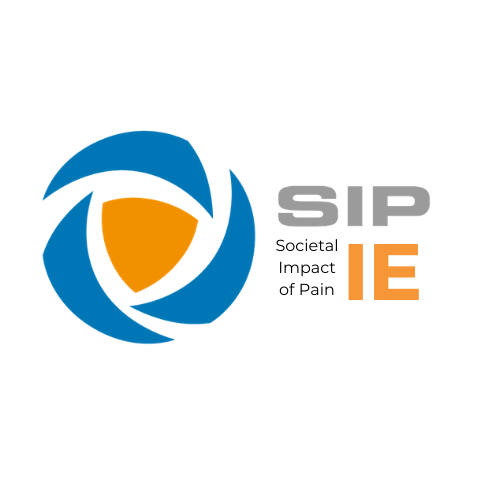 SIP
Societal
Impact
of Pain
IE